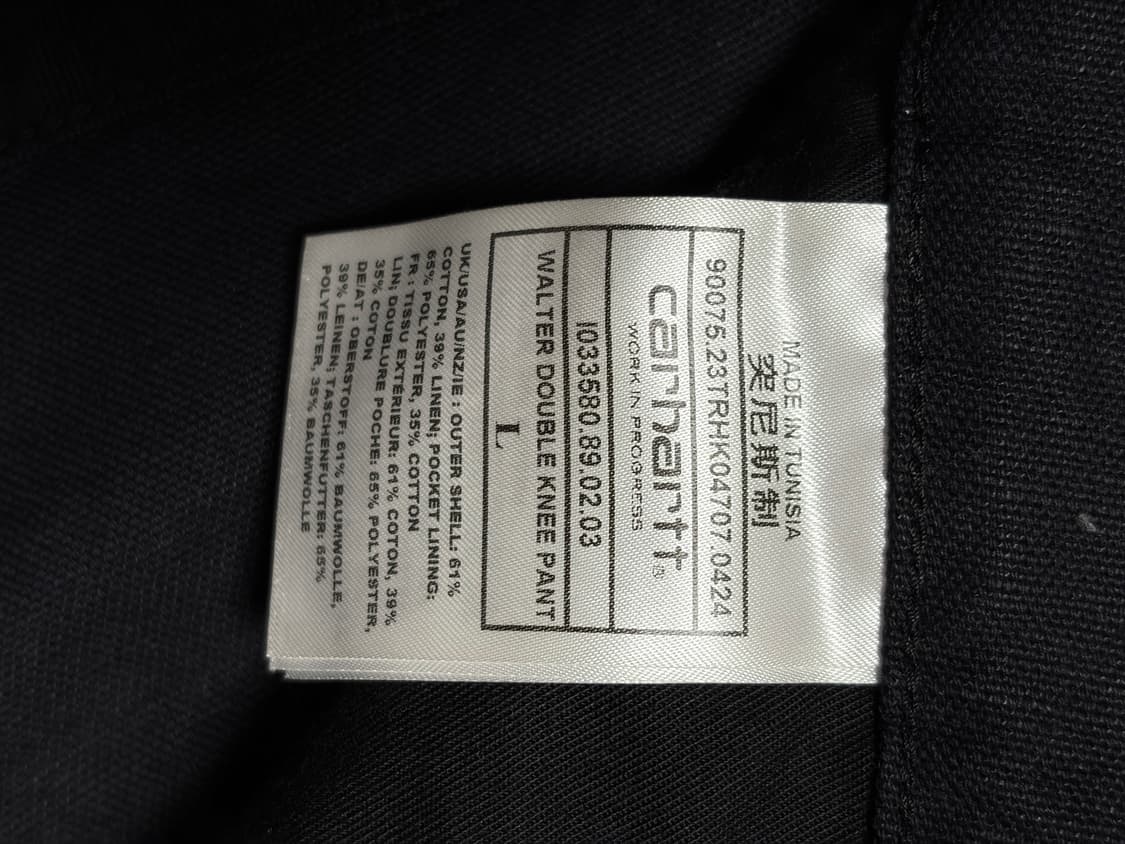 MADE IN TUNISIA
突尼斯制
90075.23TRHK04707.0424
carhartt®
WORK IN PROGRESS
I033580.89.02.03
WALTER DOUBLE KNEE PANT
L
UK/USA/AU/NZ/IE : OUTER SHELL: 61%
COTTON, 39% LINEN; POCKET LINING:
65% POLYESTER, 35% COTTON
FR : TISSU EXTÉRIEUR: 61% COTON, 39%
LIN; DOUBLURE POCHE: 65% POLYESTER,
35% COTON
DE/AT : OBERSTOFF: 61% BAUMWOLLE,
39% LEINEN; TASCHENFUTTER: 65%
POLYESTER, 35% BAUMWOLLE